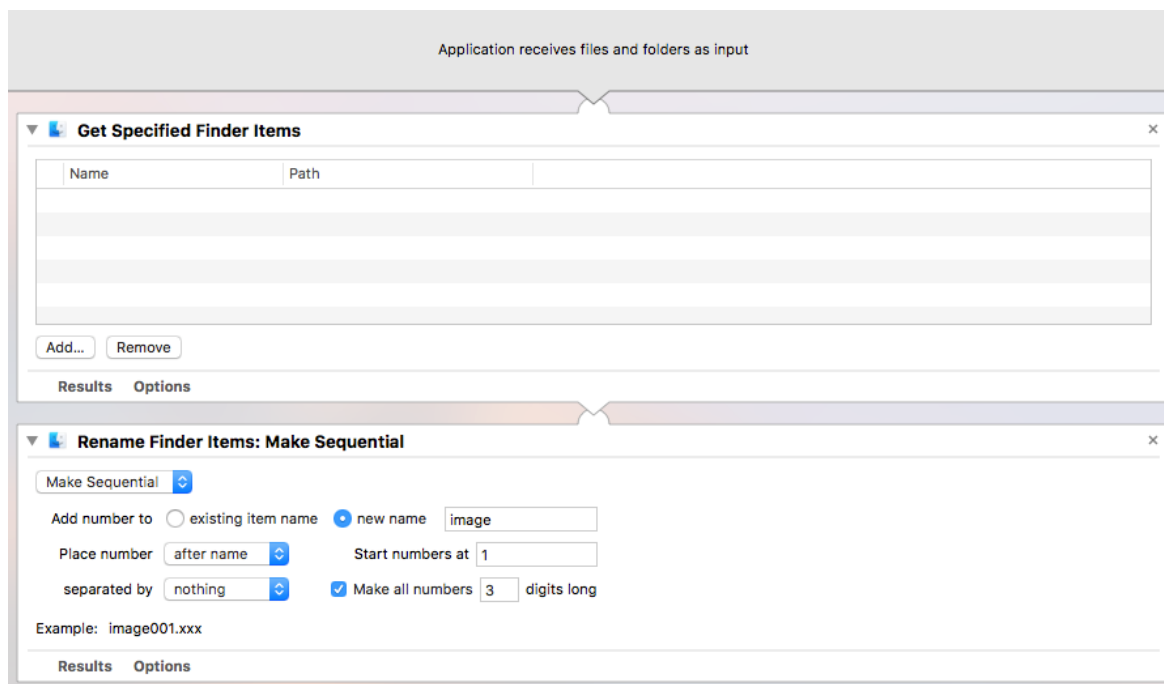 Application receives files and folders as input
Get Specified Finder Items
Name Path
Add... Remove
Results Options
Rename Finder Items: Make Sequential
Make Sequential
Add number to existing item name new name image
Place number after name Start numbers at 1
separated by nothing Make all numbers 3 digits long
Example: image001.xxx
Results Options